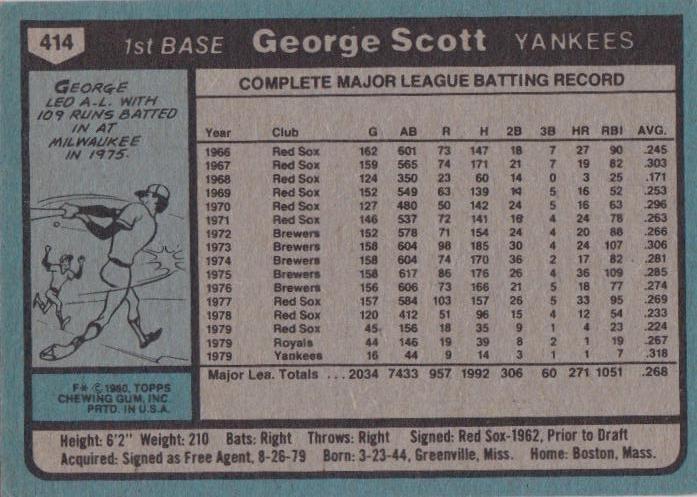 414 1st BASE George Scott YANKEES
GEORGE
LED A.L. WITH
109 RUNS BATTED
IN AT
MILWAUKEE
IN 1975.
F* © 1980, TOPPS
CHEWING GUM, INC.
PRTD. IN U.S.A.
COMPLETE MAJOR LEAGUE BATTING RECORD
Year Club G AB R H 2B 3B HR RBI AVG.
1966 Red Sox 162 601 73 147 18 7 27 90 .245
1967 Red Sox 159 565 74 171 21 7 19 82 .303
1968 Red Sox 124 350 23 60 14 0 3 25 .171
1969 Red Sox 152 549 63 139 14 5 16 52 .253
1970 Red Sox 127 480 50 142 24 5 16 63 .296
1971 Red Sox 146 537 72 141 16 4 24 78 .263
1972 Brewers 152 578 71 154 24 4 20 88 .266
1973 Brewers 158 604 98 185 30 4 24 107 .306
1974 Brewers 158 604 74 170 36 2 17 82 .281
1975 Brewers 158 617 86 176 26 4 36 109 .285
1976 Brewers 156 606 73 166 21 5 18 77 .274
1977 Red Sox 157 584 103 157 26 5 33 95 .269
1978 Red Sox 120 412 51 96 15 4 12 54 .233
1979 Red Sox 45 156 18 35 9 1 4 23 .224
1979 Royals 44 146 19 39 8 2 1 19 .267
1979 Yankees 16 44 9 14 3 1 1 7 .318
Major Lea. Totals ... 2034 7433 957 1992 306 60 271 1051 .268
Height: 6'2" Weight: 210 Bats: Right Throws: Right Signed: Red Sox-1962, Prior to Draft
Acquired: Signed as Free Agent, 8-26-79 Born: 3-23-44, Greenville, Miss. Home: Boston, Mass.